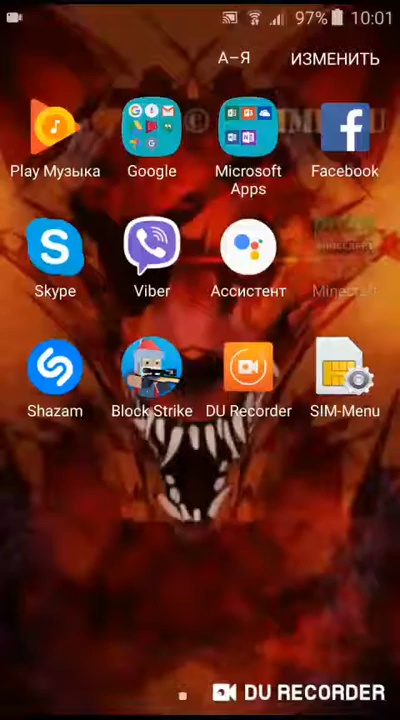 97% 10:01
А–Я ИЗМЕНИТЬ
Play Музыка Google Microsoft Apps Facebook
Skype Viber Ассистент Minecraft
Shazam Block Strike DU Recorder SIM-Menu
DU RECORDER